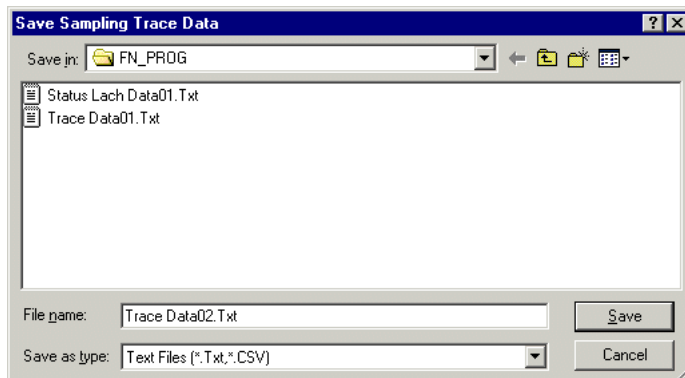 Save Sampling Trace Data
Save in: FN_PROG
Status Lach Data01.Txt
Trace Data01.Txt
File name: Trace Data02.Txt Save
Save as type: Text Files (*.Txt,*.CSV) Cancel